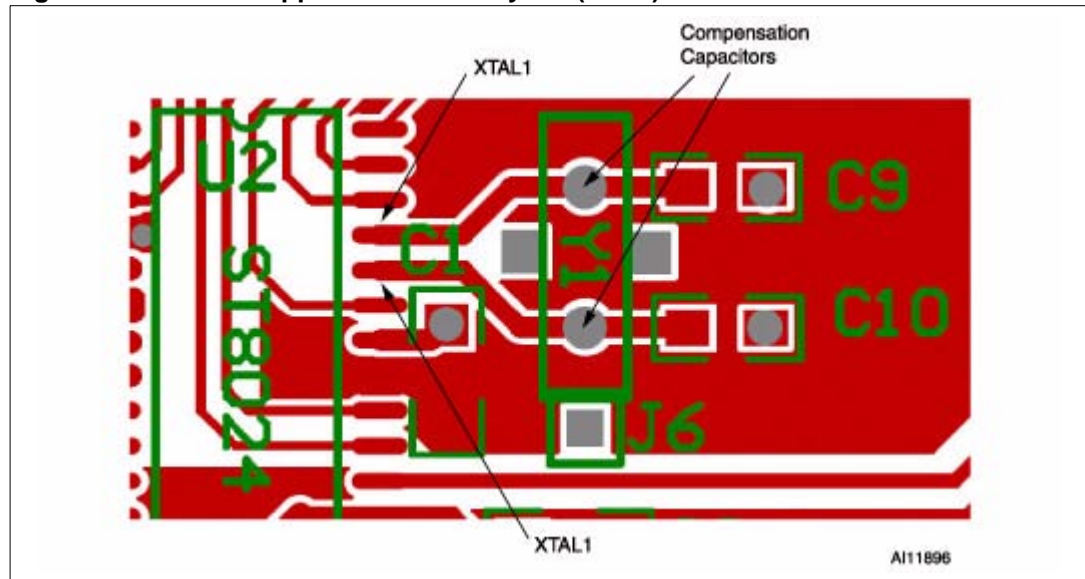 Compensation
Capacitors
XTAL1
U2
C9
C1
Y1
ST8024
C10
J6
XTAL1
AI11896